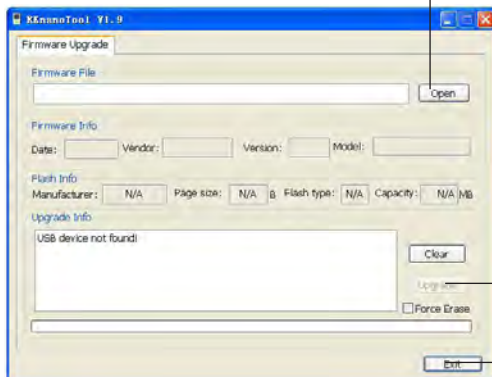 KKnanoTool V1.9
Firmware Upgrade
Firmware File
Open
Firmware Info
Date: Vendor: Version: Model:
Flash Info
Manufacturer: N/A Page size: N/A B Flash type: N/A Capacity: N/A MB
Upgrade Info
USB device not found!
Clear
Upgrade
Force Erase
Exit